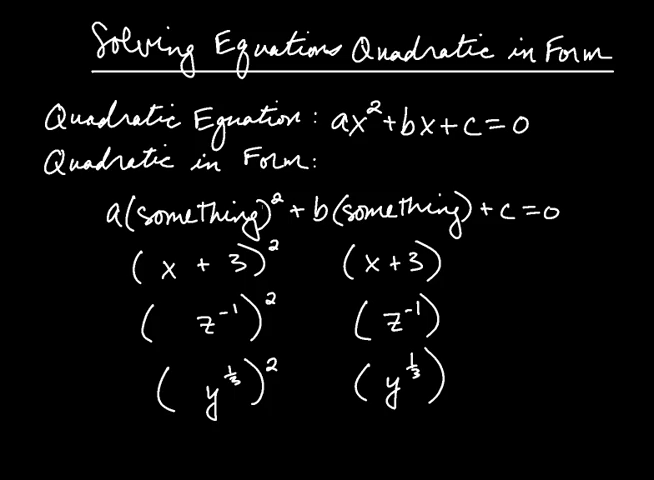 Solving Equations Quadratic in Form
Quadratic Equation: ax²+bx+c=0
Quadratic in Form:
a(something)²+b(something)+c=0
(x+3)² (x+3)
(z⁻¹)² (z⁻¹)
(y^{1/3})² (y^{1/3})